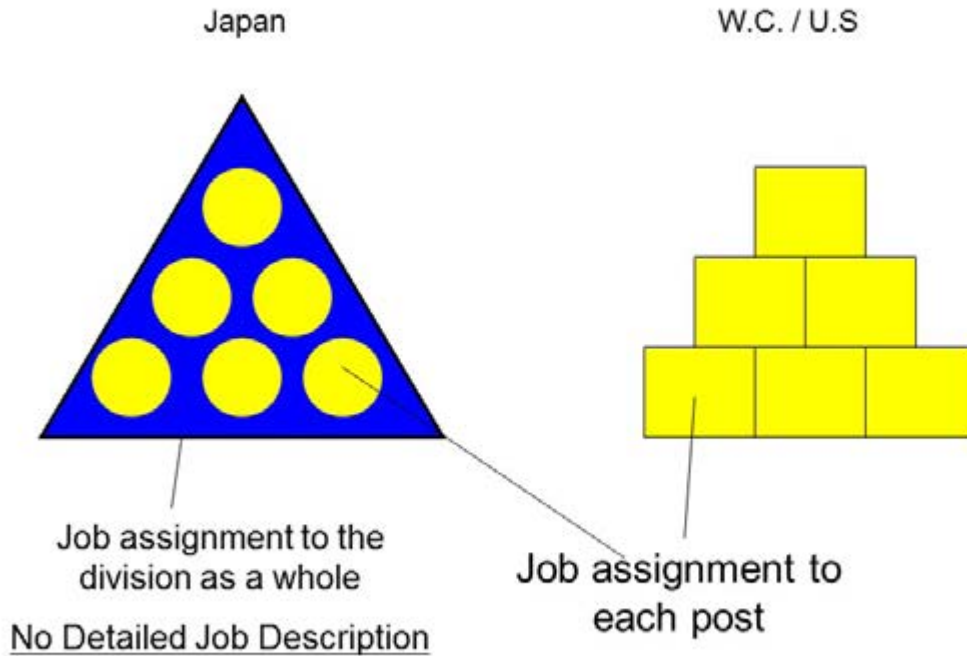 Japan
W.C. / U.S
Job assignment to the
division as a whole
No Detailed Job Description
Job assignment to
each post